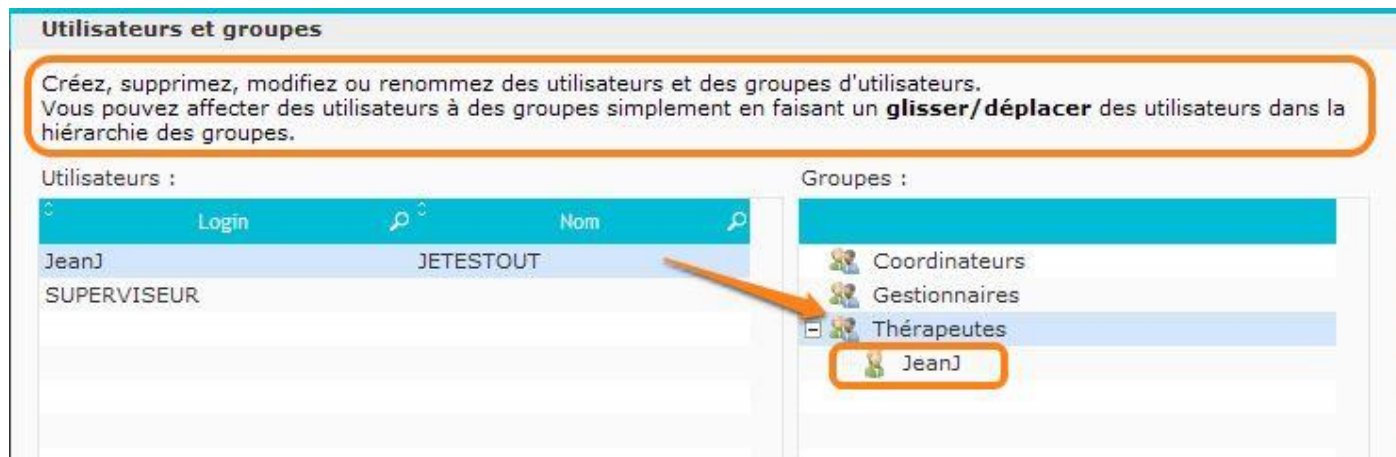 Utilisateurs et groupes
Créez, supprimez, modifiez ou renommez des utilisateurs et des groupes d'utilisateurs.
Vous pouvez affecter des utilisateurs à des groupes simplement en faisant un glisser/déplacer des utilisateurs dans la
hiérarchie des groupes.
Utilisateurs :
Login
Nom
JeanJ
JETESTOUT
SUPERVISEUR
Groupes :
Coordinateurs
Gestionnaires
Thérapeutes
JeanJ